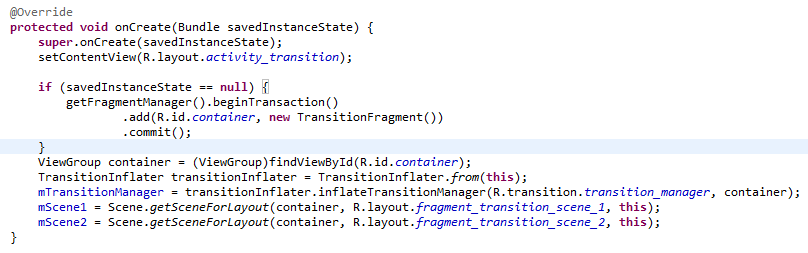 @Override
protected void onCreate(Bundle savedInstanceState) {
    super.onCreate(savedInstanceState);
    setContentView(R.layout.activity_transition);

    if (savedInstanceState == null) {
        getFragmentManager().beginTransaction()
                .add(R.id.container, new TransitionFragment())
                .commit();
    }
    ViewGroup container = (ViewGroup)findViewById(R.id.container);
    TransitionInflater transitionInflater = TransitionInflater.from(this);
    mTransitionManager = transitionInflater.inflateTransitionManager(R.transition.transition_manager, container);
    mScene1 = Scene.getSceneForLayout(container, R.layout.fragment_transition_scene_1, this);
    mScene2 = Scene.getSceneForLayout(container, R.layout.fragment_transition_scene_2, this);
}